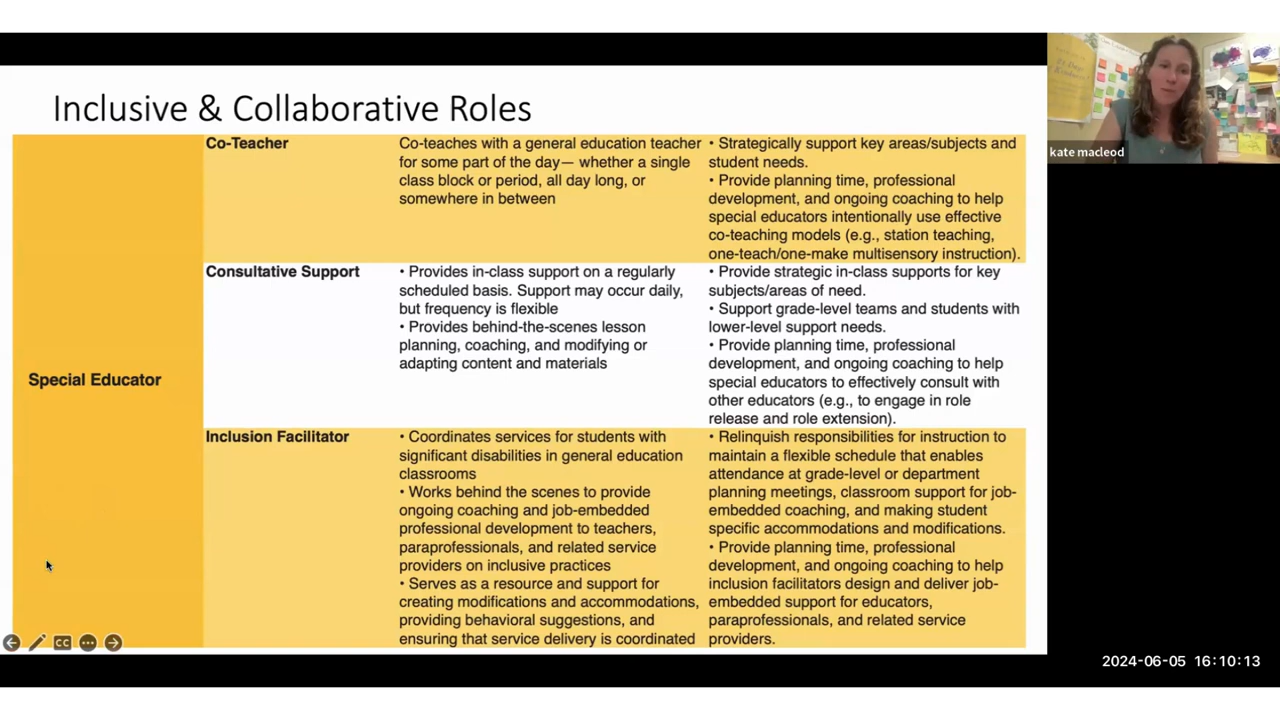 Inclusive & Collaborative Roles
Special Educator
Co-Teacher
Co-teaches with a general education teacher
for some part of the day— whether a single
class block or period, all day long, or
somewhere in between
• Strategically support key areas/subjects and
student needs.
• Provide planning time, professional
development, and ongoing coaching to help
special educators intentionally use effective
co-teaching models (e.g., station teaching,
one-teach/one-make multisensory instruction).
Consultative Support
• Provides in-class support on a regularly
scheduled basis. Support may occur daily,
but frequency is flexible
• Provides behind-the-scenes lesson
planning, coaching, and modifying or
adapting content and materials
• Provide strategic in-class supports for key
subjects/areas of need.
• Support grade-level teams and students with
lower-level support needs.
• Provide planning time, professional
development, and ongoing coaching to help
special educators to effectively consult with
other educators (e.g., to engage in role
release and role extension).
Inclusion Facilitator
• Coordinates services for students with
significant disabilities in general education
classrooms
• Works behind the scenes to provide
ongoing coaching and job-embedded
professional development to teachers,
paraprofessionals, and related service
providers on inclusive practices
• Serves as a resource and support for
creating modifications and accommodations,
providing behavioral suggestions, and
ensuring that service delivery is coordinated
• Relinquish responsibilities for instruction to
maintain a flexible schedule that enables
attendance at grade-level or department
planning meetings, classroom support for job-
embedded coaching, and making student
specific accommodations and modifications.
• Provide planning time, professional
development, and ongoing coaching to help
inclusion facilitators design and deliver job-
embedded support for educators,
paraprofessionals, and related service
providers.
CC
kate macleod
2024-06-05 16:10:13